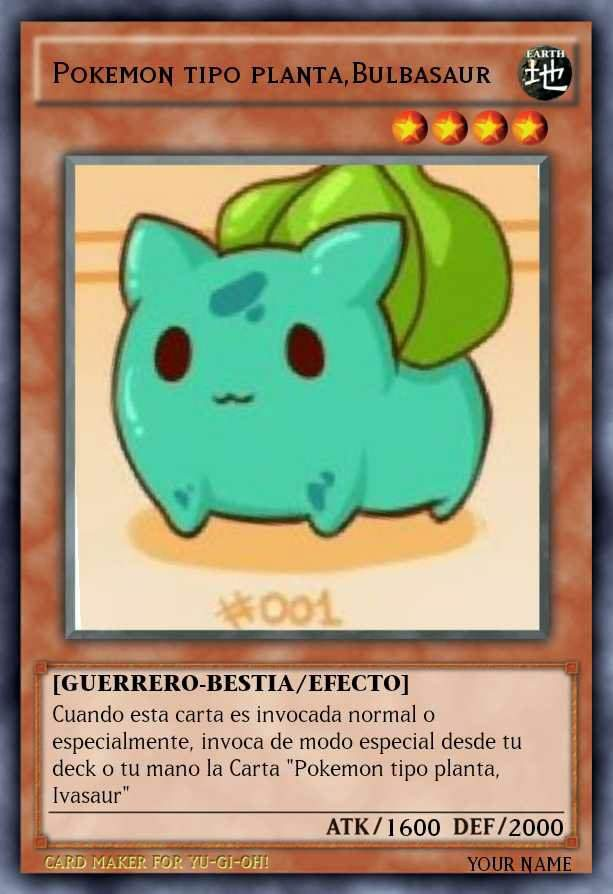 Pokemon tipo planta,Bulbasaur
EARTH
地
#001
[GUERRERO-BESTIA/EFECTO]
Cuando esta carta es invocada normal o
especialmente, invoca de modo especial desde tu
deck o tu mano la Carta "Pokemon tipo planta,
Ivasaur"
ATK/1600 DEF/2000
CARD MAKER FOR YU-GI-OH! YOUR NAME